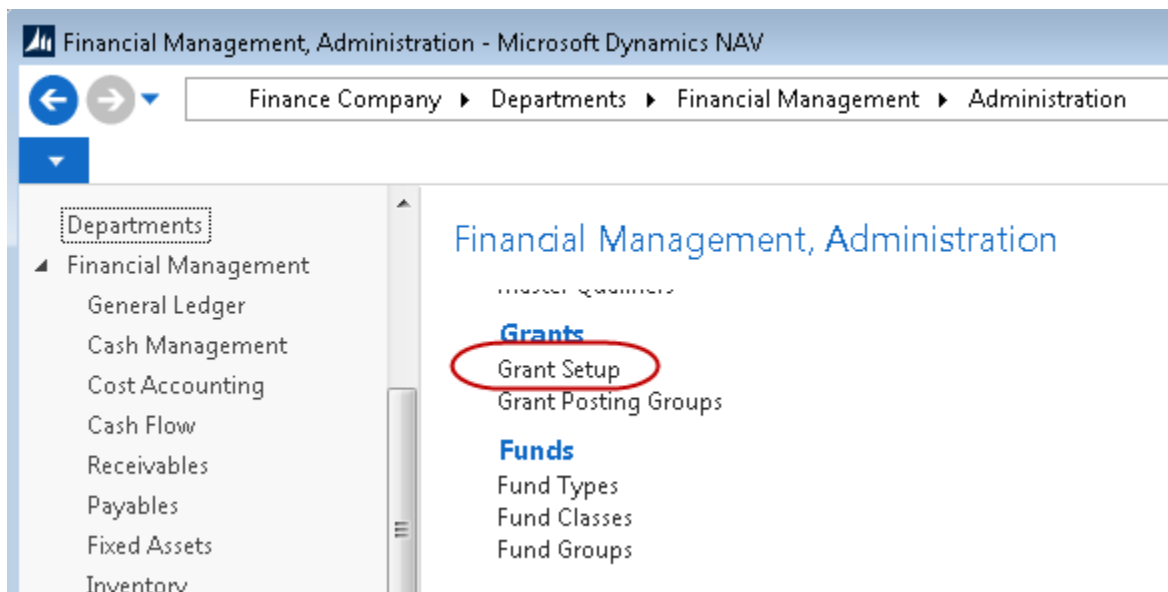 Financial Management, Administration - Microsoft Dynamics NAV
Finance Company ▸ Departments ▸ Financial Management ▸ Administration
Departments
Financial Management
General Ledger
Cash Management
Cost Accounting
Cash Flow
Receivables
Payables
Fixed Assets
Inventory
Financial Management, Administration
Grants
Grant Setup
Grant Posting Groups
Funds
Fund Types
Fund Classes
Fund Groups